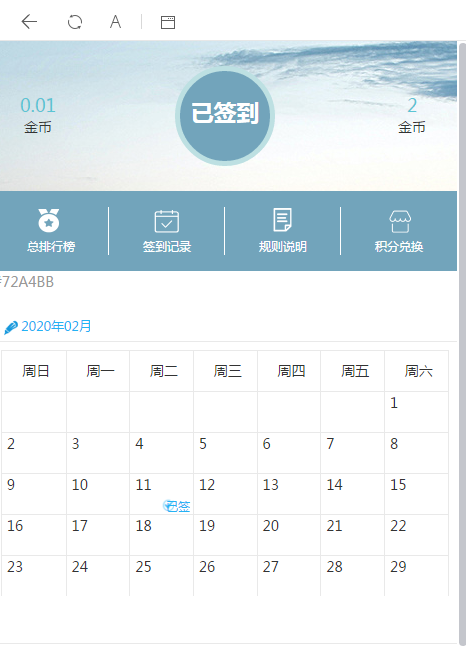 A
0.01
金币
已签到
2
金币
总排行榜
签到记录
规则说明
积分兑换
#72A4BB
2020年02月
周日 周一 周二 周三 周四 周五 周六
1
2 3 4 5 6 7 8
9 10 11 12 13 14 15
已签
16 17 18 19 20 21 22
23 24 25 26 27 28 29